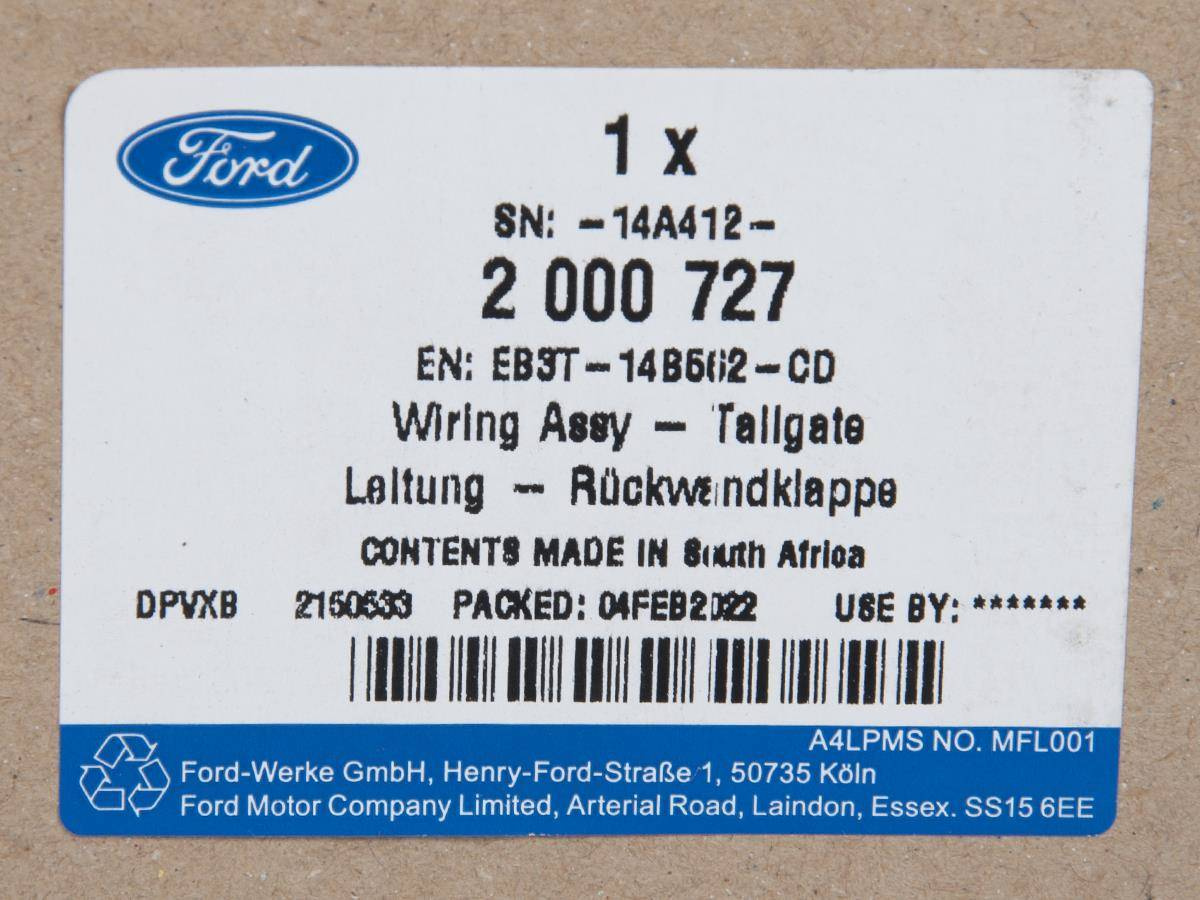 Ford
1 x
SN: -14A412-
2 000 727
EN: EB3T-14B562-CD
Wiring Assy - Tailgate
Leitung - Rückwandklappe
CONTENTS MADE IN South Africa
DPVXB PACKED: 04FEB2022 USE BY: *******
A4LPMS NO. MFL001
Ford-Werke GmbH, Henry-Ford-Straße 1, 50735 Köln
Ford Motor Company Limited, Arterial Road, Laindon, Essex. SS15 6EE